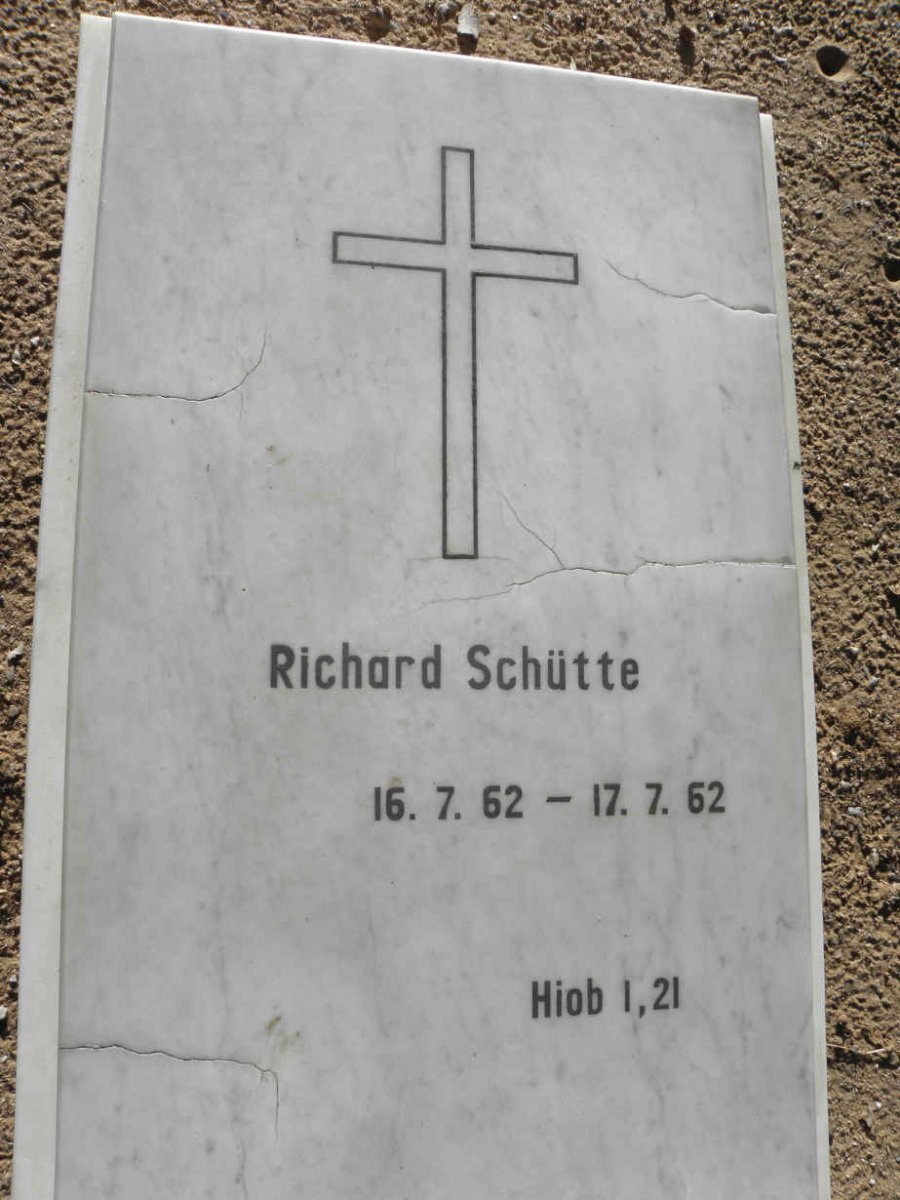 Richard Schütte
16. 7. 62 – 17. 7. 62
Hiob 1,21